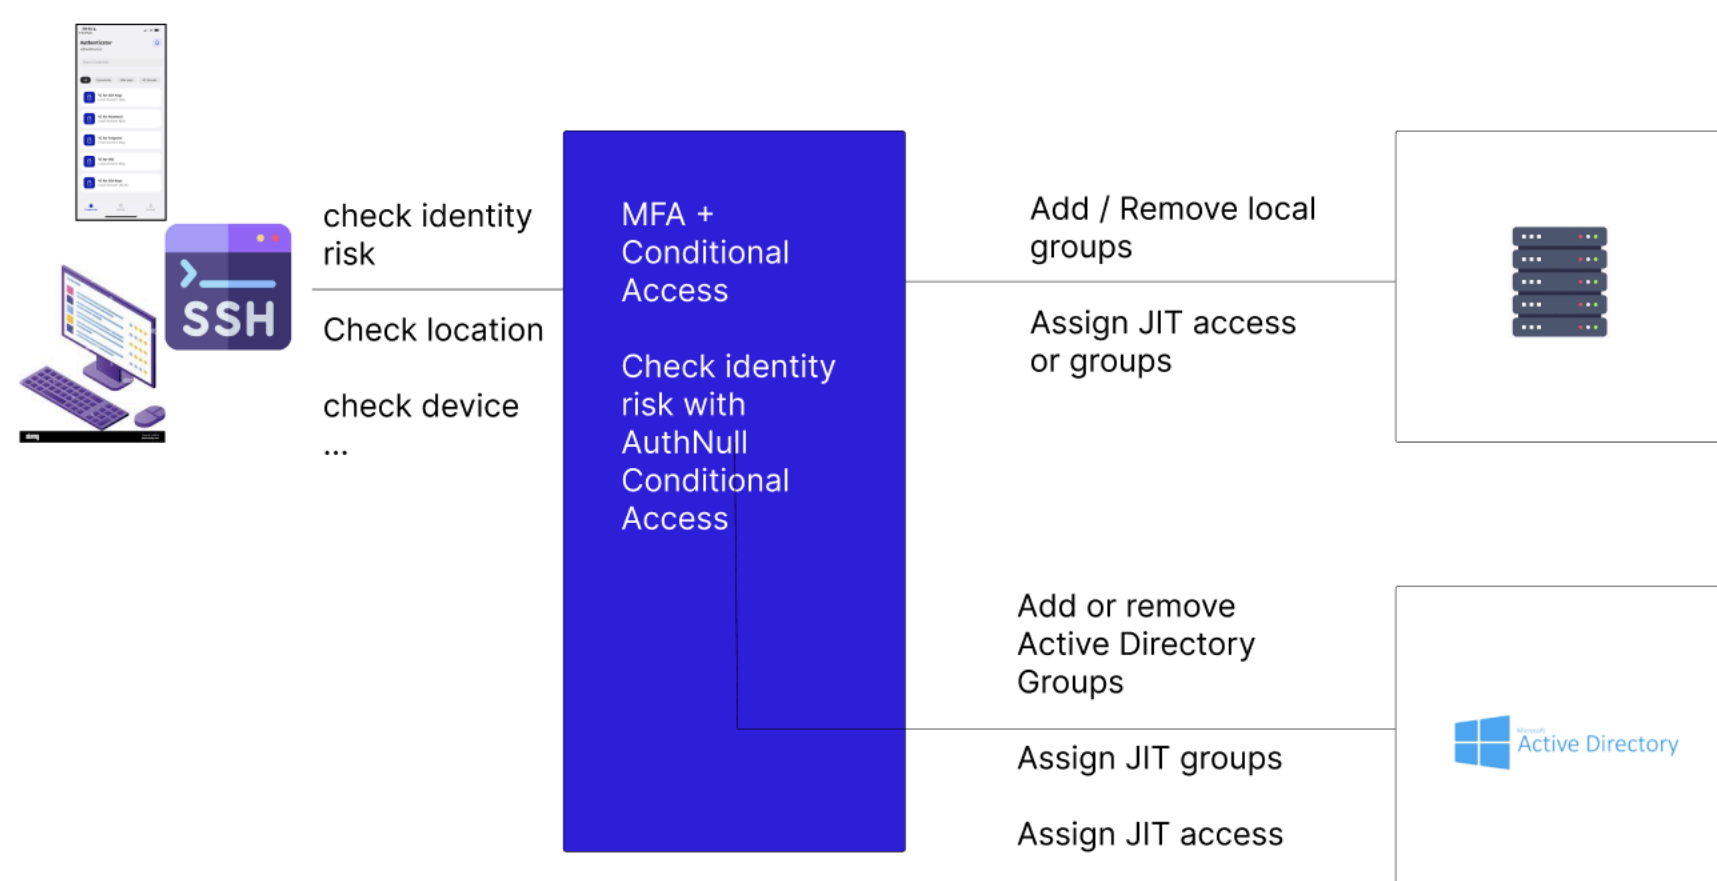 Authenticator
SSH
check identity
risk
Check location
check device
...
MFA +
Conditional
Access
Check identity
risk with
AuthNull
Conditional
Access
Add / Remove local
groups
Assign JIT access
or groups
Add or remove
Active Directory
Groups
Assign JIT groups
Assign JIT access
Microsoft
Active Directory